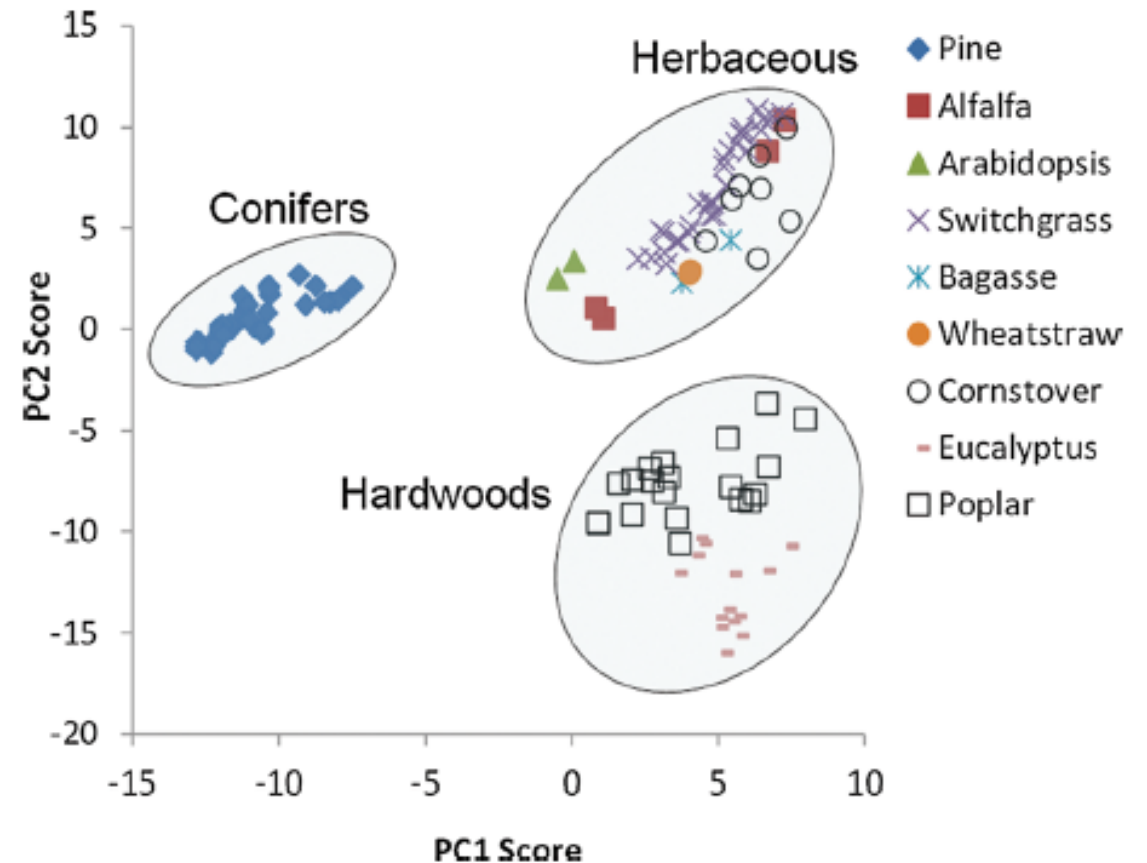 15
10
5
0
-5
-10
-15
-20
PC2 Score
-15
-10
-5
0
5
10
PC1 Score
Conifers
Herbaceous
Hardwoods
Pine
Alfalfa
Arabidopsis
Switchgrass
Bagasse
Wheatstraw
Cornstover
Eucalyptus
Poplar